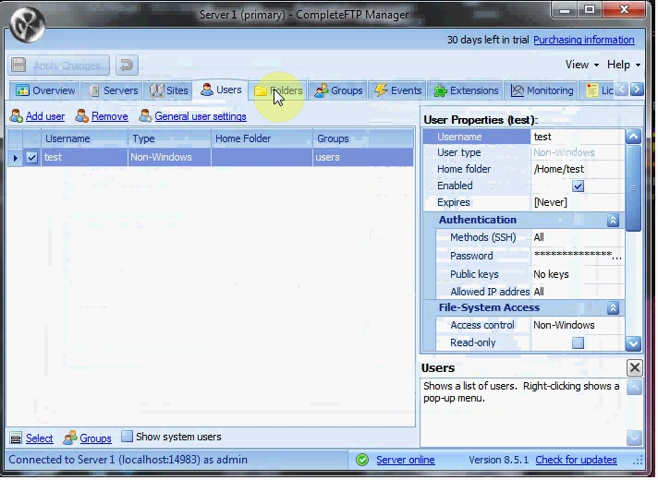 Server1 (primary) - CompleteFTP Manager
30 days left in trial Purchasing information
Apply Changes View Help
Overview Servers Sites Users Folders Groups Events Extensions Monitoring Lic
Add user Remove General user settings
Username Type Home Folder Groups
test Non-Windows users
User Properties (test):
Username test
User type Non-Windows
Home folder /Home/test
Enabled
Expires [Never]
Authentication
Methods (SSH) All
Password **************...
Public keys No keys
Allowed IP addres All
File-System Access
Access control Non-Windows
Read-only
Users
Shows a list of users. Right-clicking shows a
pop-up menu.
Select Groups Show system users
Connected to Server1 (localhost:14983) as admin Server online Version 8.5.1 Check for updates